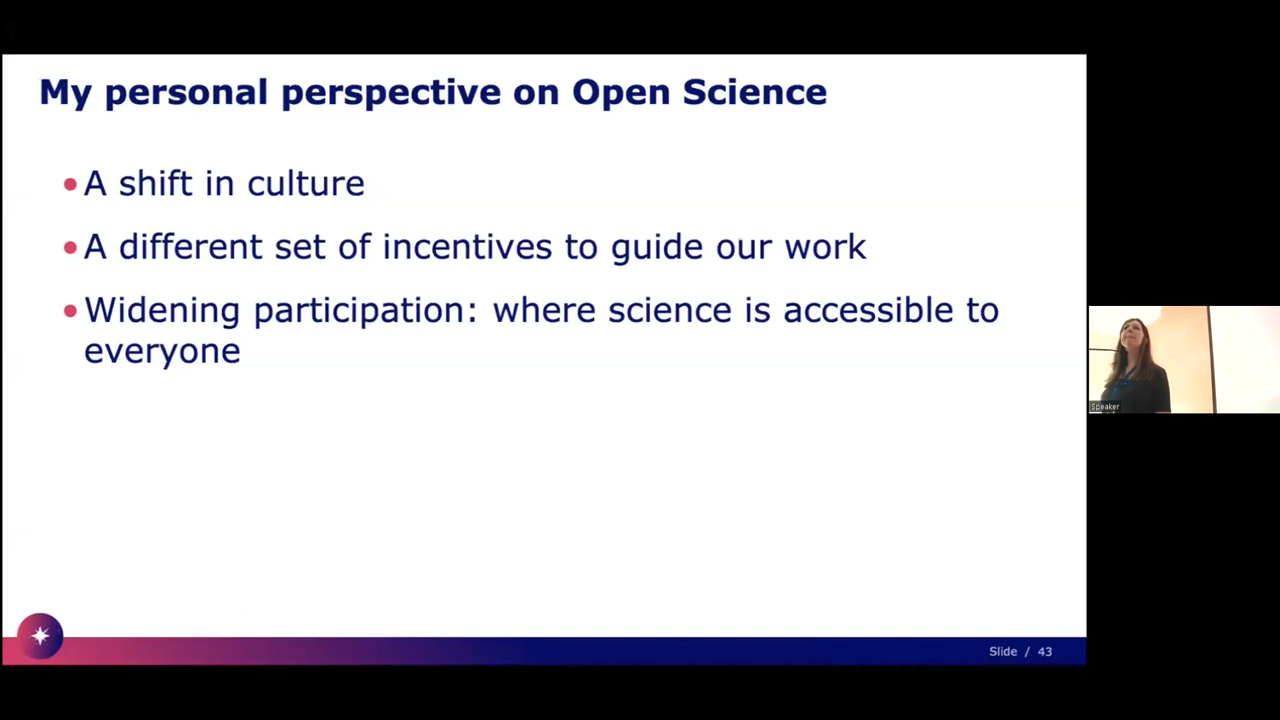 My personal perspective on Open Science
• A shift in culture
• A different set of incentives to guide our work
• Widening participation: where science is accessible to
everyone
Speaker
Slide / 43